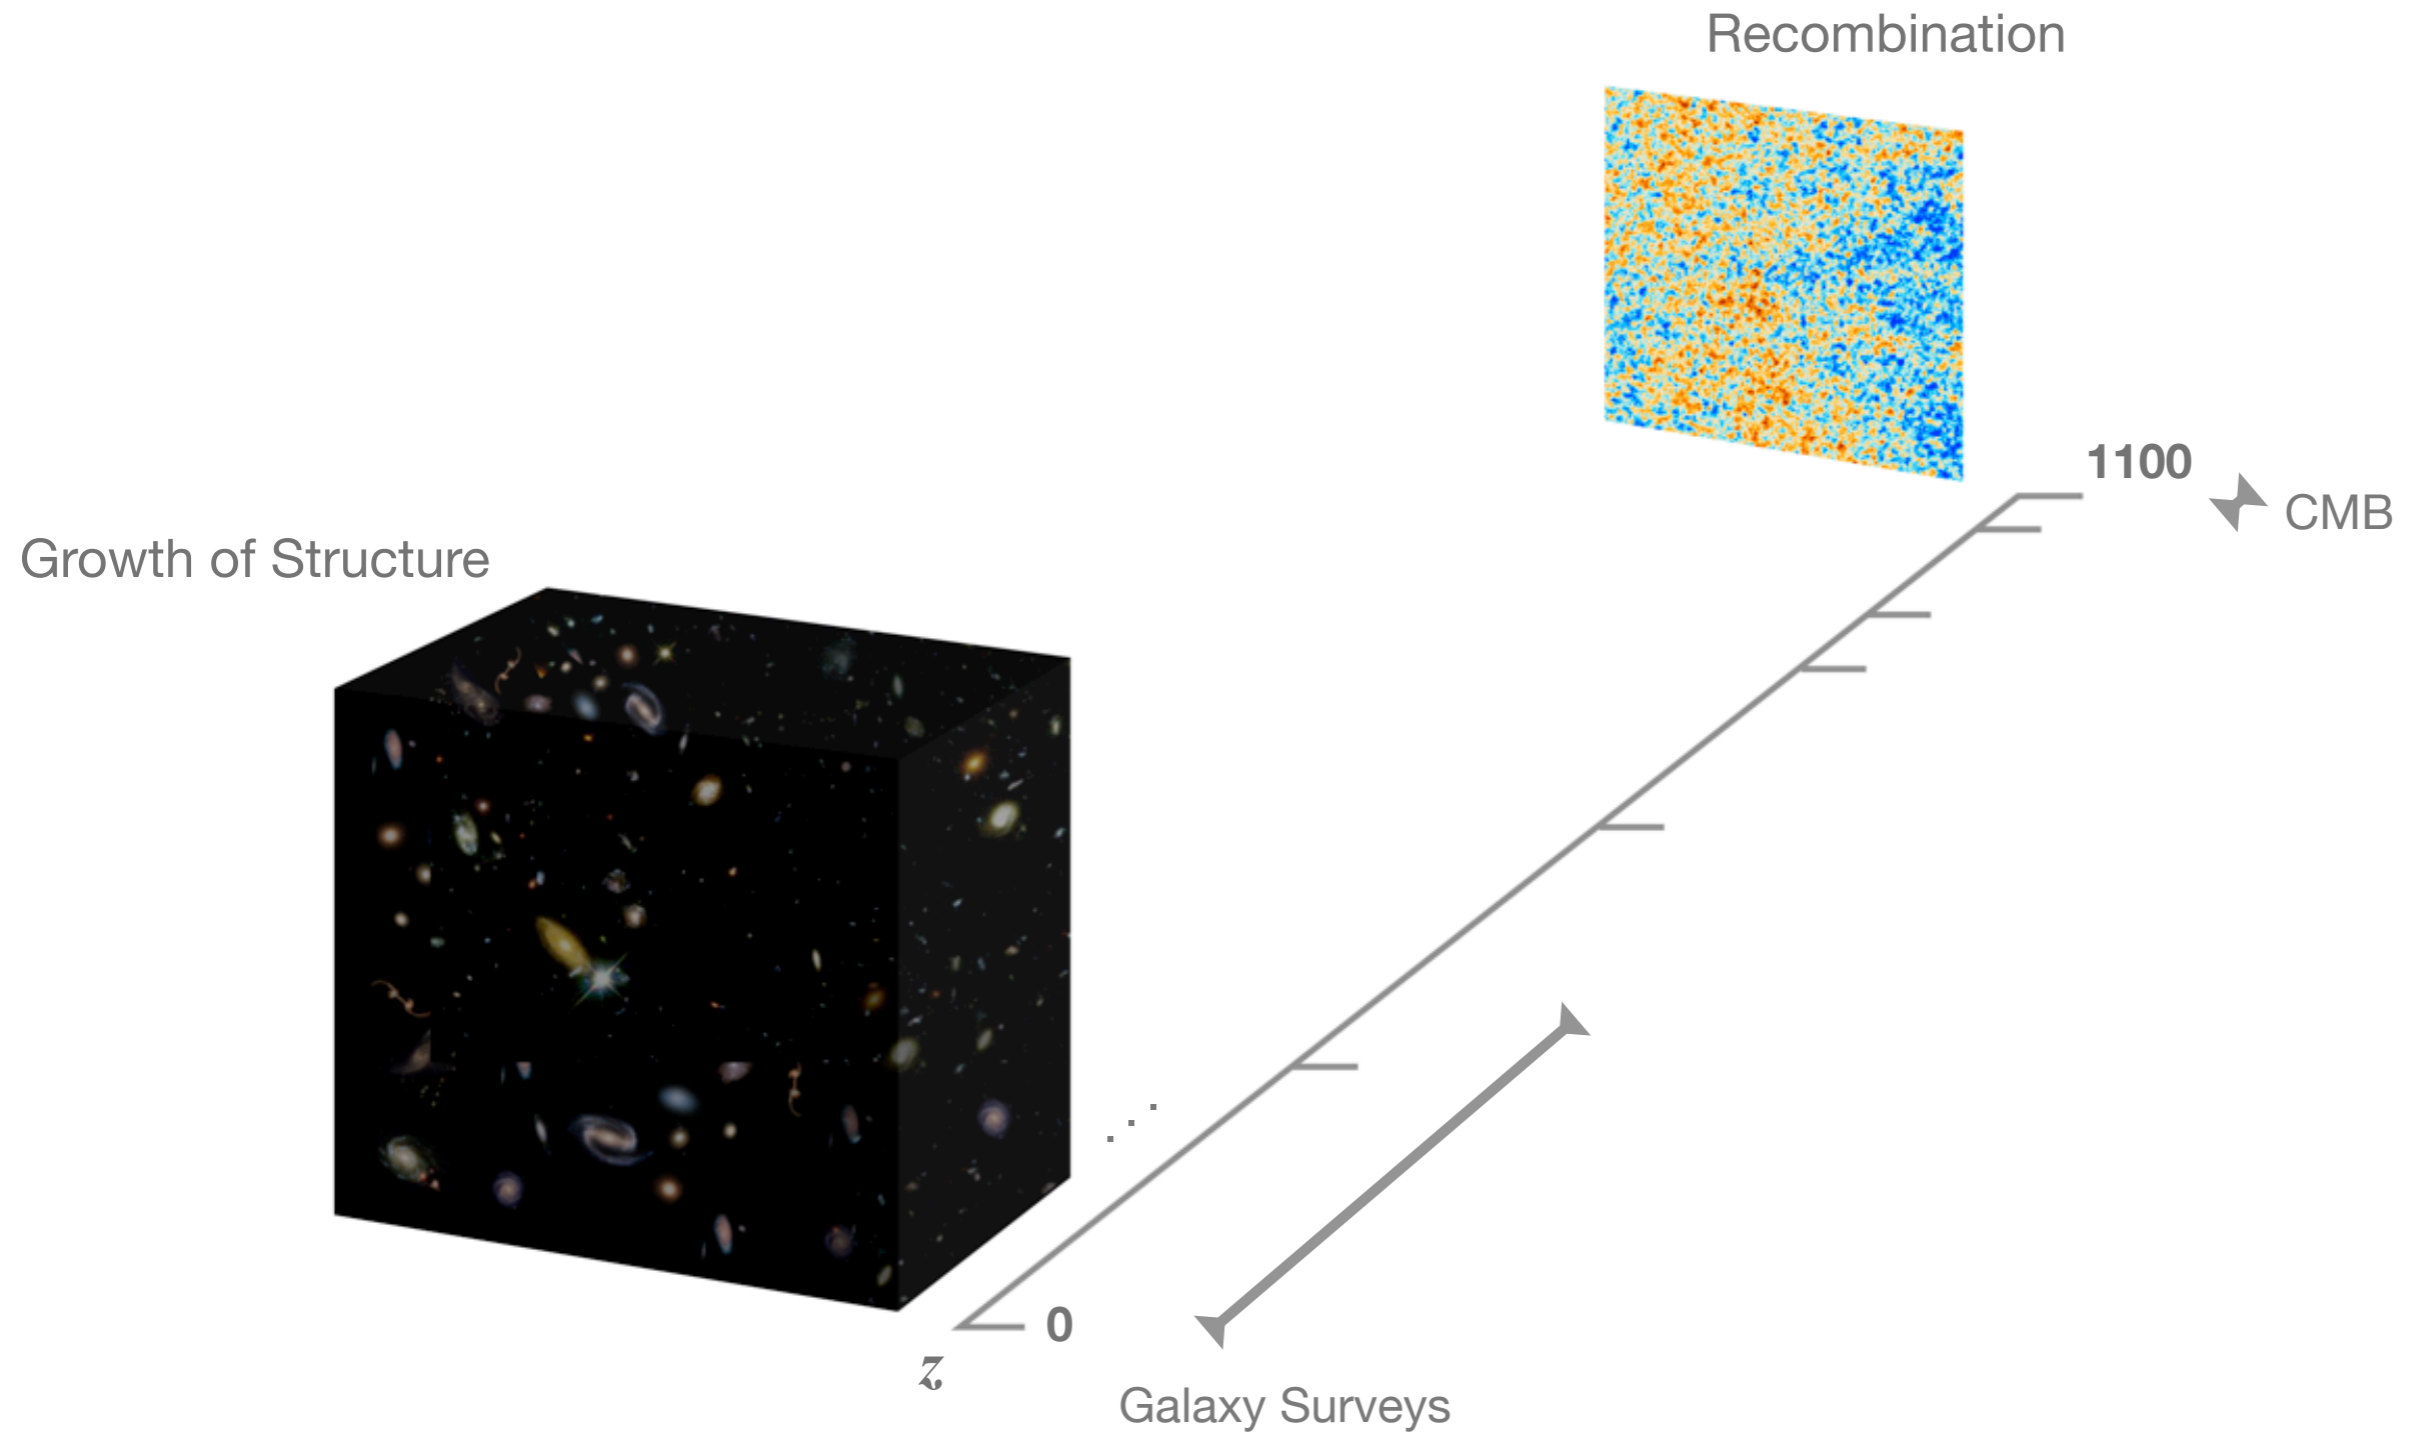 Recombination
1100
CMB
Growth of Structure
0
z
Galaxy Surveys